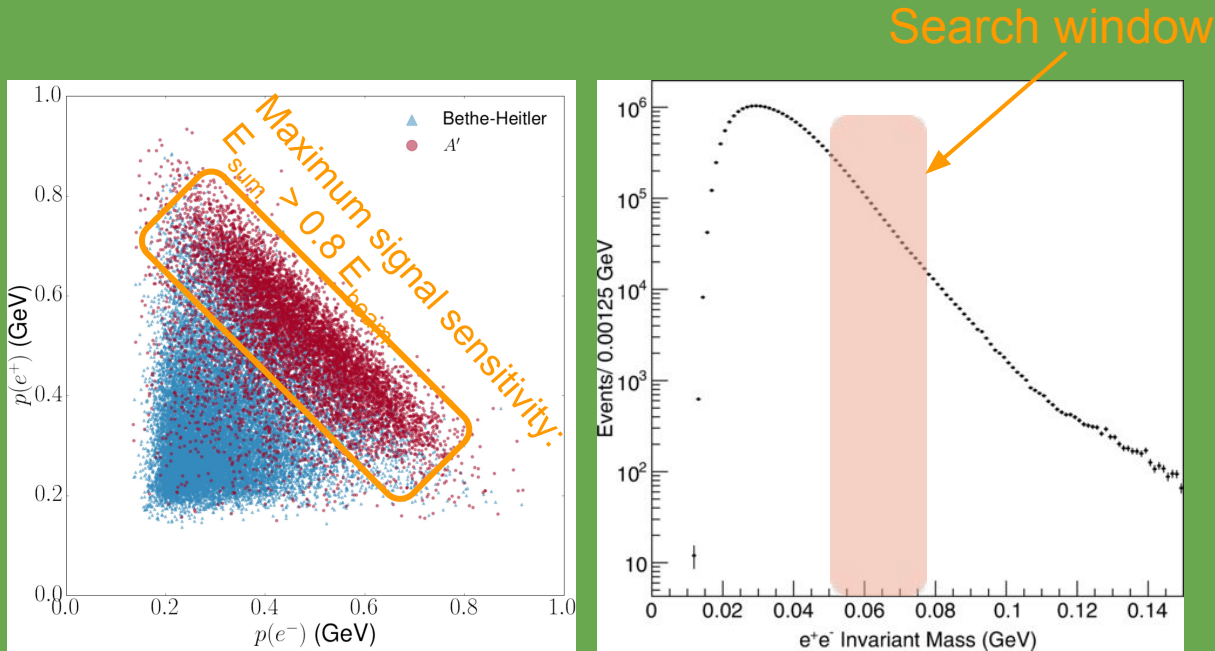 Search window
Maximum signal sensitivity:
E_sum > 0.8 E_beam
Bethe-Heitler
A′
1.0
0.8
0.6
0.4
0.2
0.0
p(e⁺) (GeV)
0.0 0.2 0.4 0.6 0.8 1.0
p(e⁻) (GeV)
10⁶
10⁵
10⁴
10³
10²
10
Events/ 0.00125 GeV
0 0.02 0.04 0.06 0.08 0.1 0.12 0.14
e⁺e⁻ Invariant Mass (GeV)